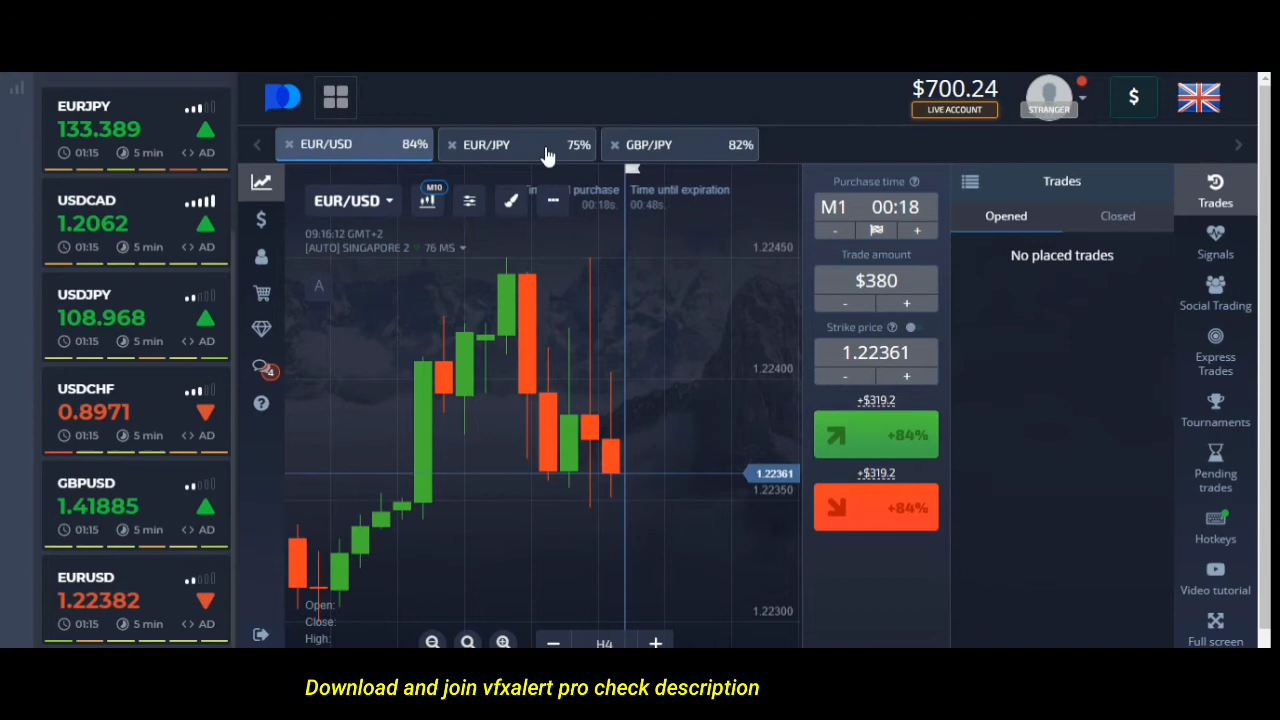 EURJPY
133.389
01:15 5 min <> AD
USDCAD
1.2062
01:15 5 min <> AD
USDJPY
108.968
01:15 5 min <> AD
USDCHF
0.8971
01:15 5 min <> AD
GBPUSD
1.41885
01:15 5 min <> AD
EURUSD
1.22382
01:15 5 min <> AD
$700.24
LIVE ACCOUNT
STRANGER
$
EUR/USD 84%
EUR/JPY 75%
GBP/JPY 82%
EUR/USD
M10
purchase
00:18s.
Time until expiration
00:48s.
09:16:12 GMT+2
[AUTO] SINGAPORE 2 76 MS
A
1.22450
1.22400
1.22361
1.22350
1.22300
Open:
Close:
High:
H4
$
4
Purchase time
M1 00:18
- +
Trade amount
$380
- +
Strike price
1.22361
- +
+$319.2
+84%
+$319.2
+84%
Trades
Opened
Closed
No placed trades
Trades
Signals
Social Trading
Express
Trades
Tournaments
Pending
trades
Hotkeys
Video tutorial
Full screen
Download and join vfxalert pro check description